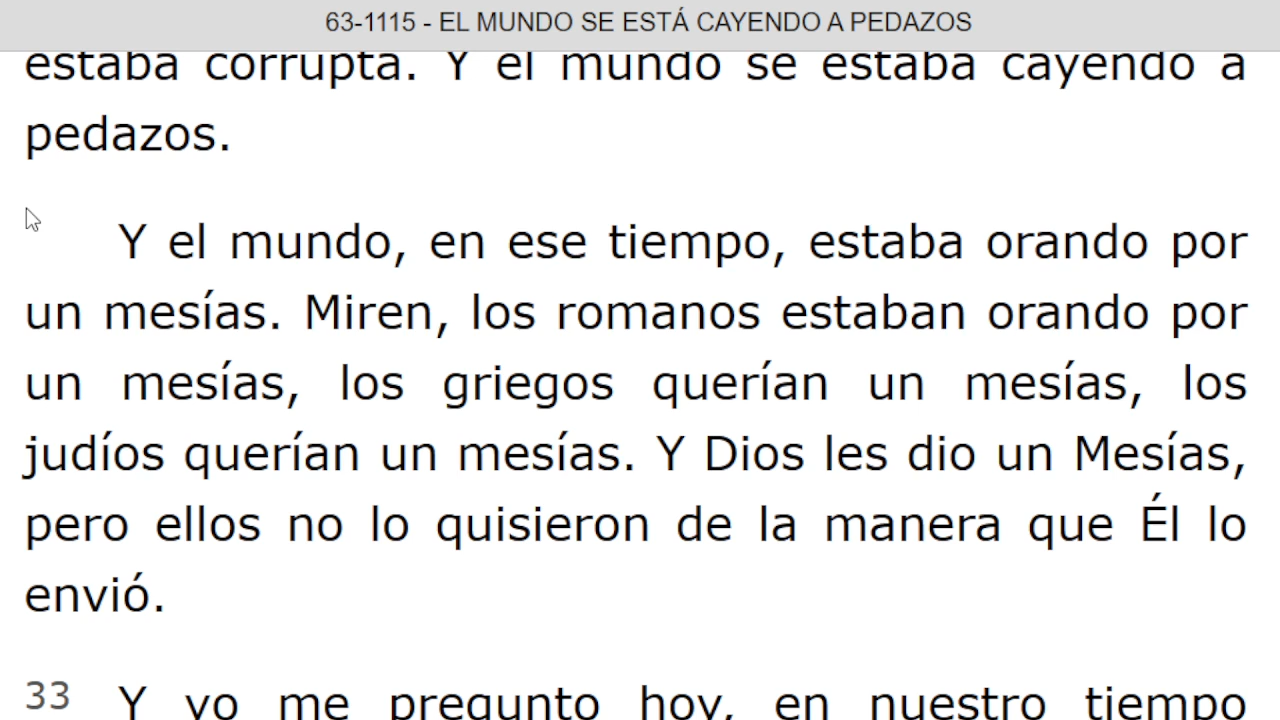 63-1115 - EL MUNDO SE ESTÁ CAYENDO A PEDAZOS
estaba corrupta. Y el mundo se estaba cayendo a
pedazos.
Y el mundo, en ese tiempo, estaba orando por
un mesías. Miren, los romanos estaban orando por
un mesías, los griegos querían un mesías, los
judíos querían un mesías. Y Dios les dio un Mesías,
pero ellos no lo quisieron de la manera que Él lo
envió.
33 Y yo me pregunto hoy, en nuestro tiempo